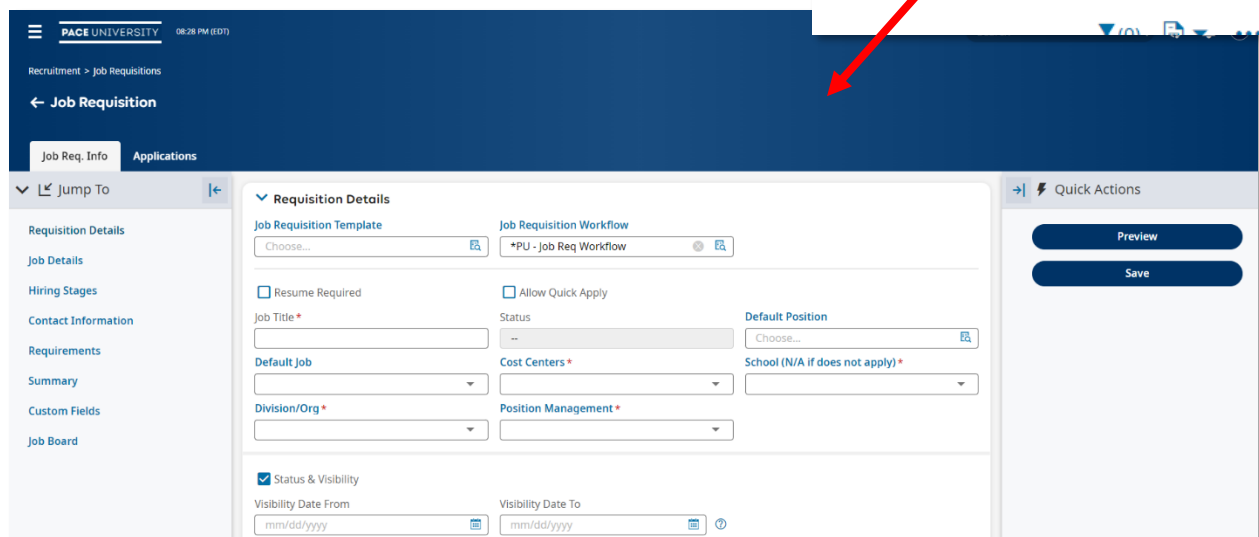 PACE UNIVERSITY 08:28 PM (EDT)
(0)
Recruitment > Job Requisitions
← Job Requisition
Job Req. Info Applications
Jump To
Requisition Details
Job Details
Hiring Stages
Contact Information
Requirements
Summary
Custom Fields
Job Board
Requisition Details
Job Requisition Template Job Requisition Workflow
Choose... *PU - Job Req Workflow
Resume Required Allow Quick Apply
Job Title * Status Default Position
-- Choose...
Default Job Cost Centers * School (N/A if does not apply) *
Division/Org * Position Management *
Status & Visibility
Visibility Date From Visibility Date To
mm/dd/yyyy mm/dd/yyyy
Quick Actions
Preview
Save